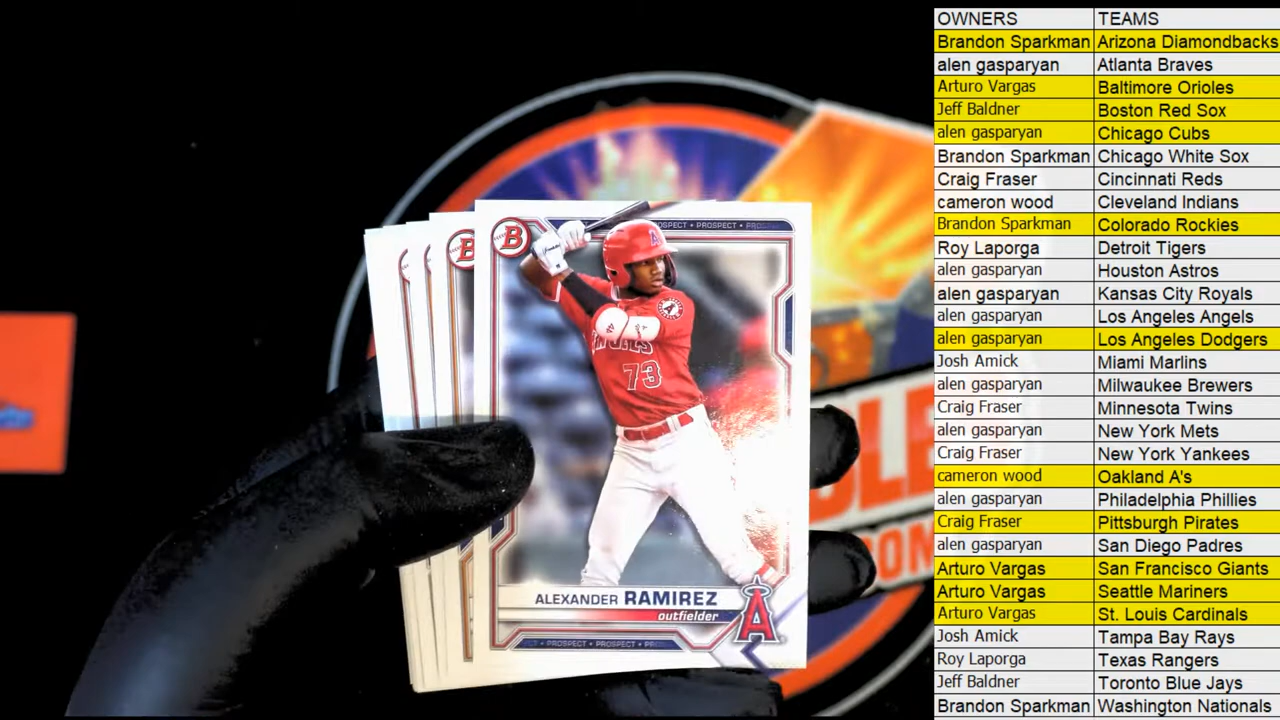 OWNERS TEAMS
Brandon Sparkman Arizona Diamondbacks
alen gasparyan Atlanta Braves
Arturo Vargas Baltimore Orioles
Jeff Baldner Boston Red Sox
alen gasparyan Chicago Cubs
Brandon Sparkman Chicago White Sox
Craig Fraser Cincinnati Reds
cameron wood Cleveland Indians
Brandon Sparkman Colorado Rockies
Roy Laporga Detroit Tigers
alen gasparyan Houston Astros
alen gasparyan Kansas City Royals
alen gasparyan Los Angeles Angels
alen gasparyan Los Angeles Dodgers
Josh Amick Miami Marlins
alen gasparyan Milwaukee Brewers
Craig Fraser Minnesota Twins
alen gasparyan New York Mets
Craig Fraser New York Yankees
cameron wood Oakland A's
alen gasparyan Philadelphia Phillies
Craig Fraser Pittsburgh Pirates
alen gasparyan San Diego Padres
Arturo Vargas San Francisco Giants
Arturo Vargas Seattle Mariners
Arturo Vargas St. Louis Cardinals
Josh Amick Tampa Bay Rays
Roy Laporga Texas Rangers
Jeff Baldner Toronto Blue Jays
Brandon Sparkman Washington Nationals
B
B
PROSPECT • PROSPECT
73
ALEXANDER RAMIREZ
outfielder
A
PROSPECT • PROSPECT • PROSPECT